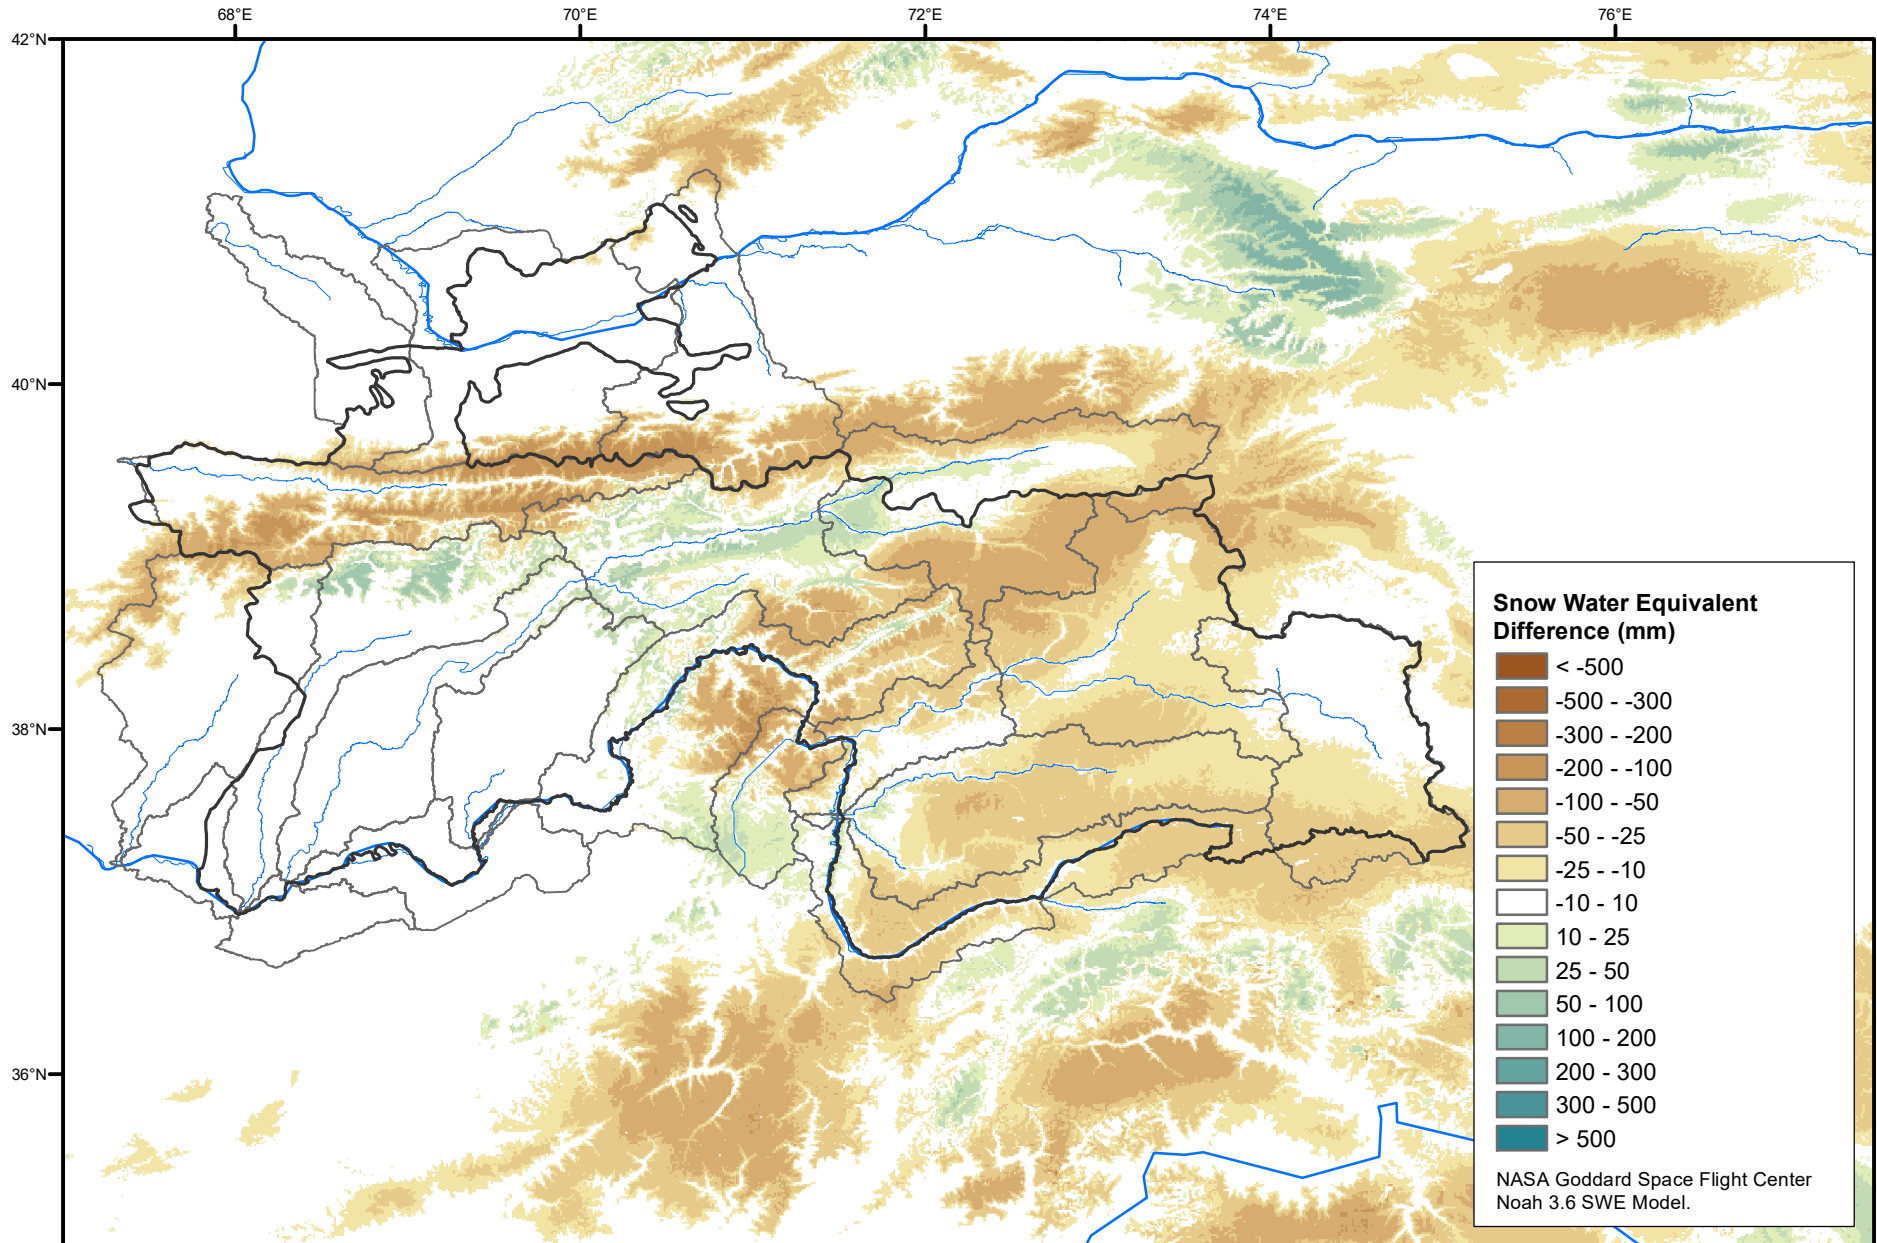 68°E 70°E 72°E 74°E 76°E
42°N
40°N
38°N
36°N
Snow Water Equivalent
Difference (mm)
< -500
-500 - -300
-300 - -200
-200 - -100
-100 - -50
-50 - -25
-25 - -10
-10 - 10
10 - 25
25 - 50
50 - 100
100 - 200
200 - 300
300 - 500
> 500
NASA Goddard Space Flight Center
Noah 3.6 SWE Model.